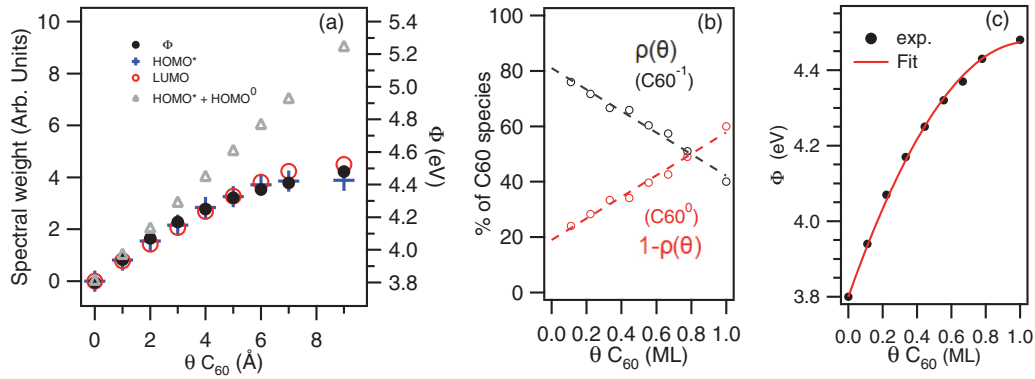 (a)
Spectral weight (Arb. Units)
10
8
6
4
2
0
Φ
HOMO*
LUMO
HOMO* + HOMO⁰
5.4
5.2
5.0
4.8
4.6
4.4
4.2
4.0
3.8
Φ (eV)
0 2 4 6 8
θ C₆₀ (Å)
(b)
% of C60 species
100
80
60
40
20
0
ρ(θ)
(C60⁻¹)
(C60⁰)
1-ρ(θ)
0.0 0.2 0.4 0.6 0.8 1.0
θ C₆₀ (ML)
(c)
exp.
Fit
Φ (eV)
4.4
4.2
4.0
3.8
0.0 0.2 0.4 0.6 0.8 1.0
θ C₆₀ (ML)